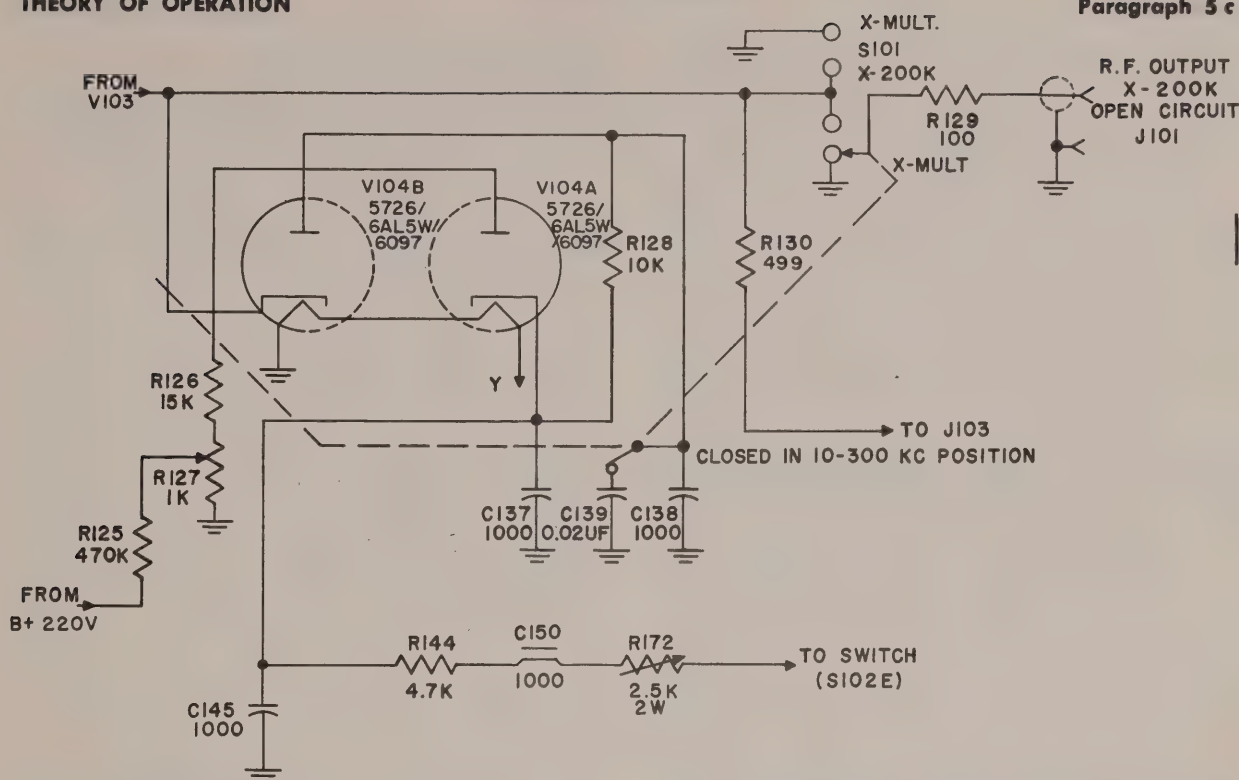 THEORY OF OPERATION
Paragraph 5 c
X-MULT.
S101
X-200K
R.F. OUTPUT
X-200K
OPEN CIRCUIT
J101
FROM
V103
R129
100
X-MULT
V104B
5726/
6AL5W/
6097
V104A
5726/
6AL5W
/6097
R128
10K
R130
499
R126
15K
Y
R127
1K
TO J103
CLOSED IN 10-300 KC POSITION
C137
1000
C139
0.02UF
C138
1000
R125
470K
FROM
B+ 220V
R144
4.7K
C150
1000
R172
2.5K
2W
TO SWITCH
(S102E)
C145
1000